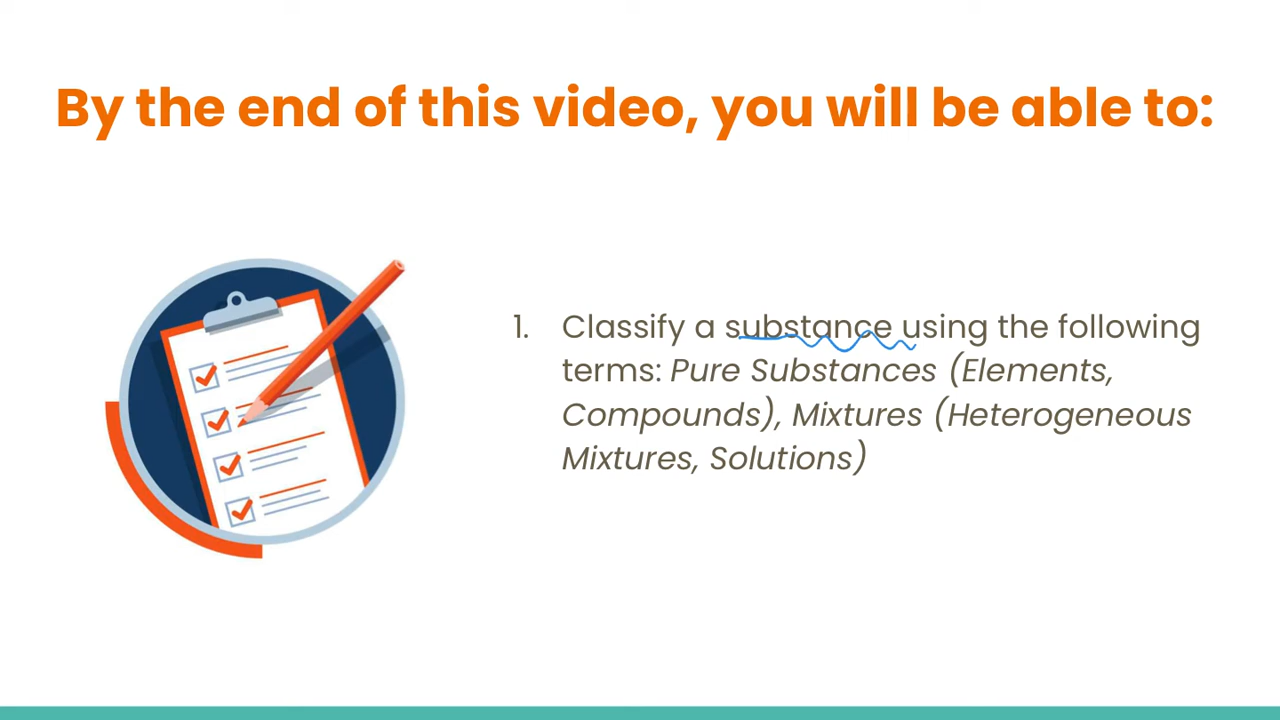 By the end of this video, you will be able to:
1. Classify a substance using the following
terms: Pure Substances (Elements,
Compounds), Mixtures (Heterogeneous
Mixtures, Solutions)